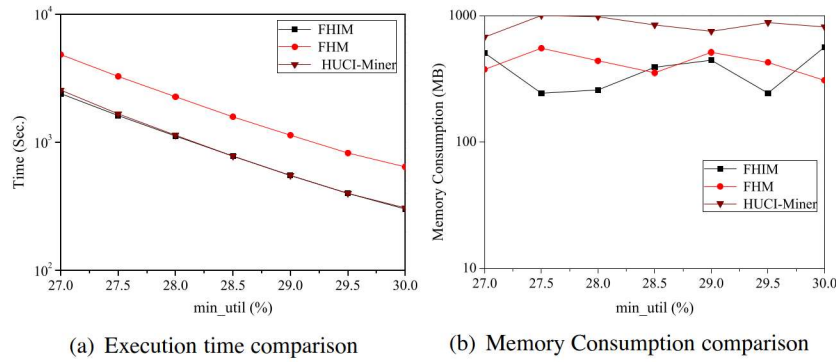 10^4
10^3
10^2
Time (Sec.)
FHIM
FHM
HUCI-Miner
27.0 27.5 28.0 28.5 29.0 29.5 30.0
min_util (%)
(a) Execution time comparison
1000
100
10
Memory Consumption (MB)
FHIM
FHM
HUCI-Miner
27.0 27.5 28.0 28.5 29.0 29.5 30.0
min_util (%)
(b) Memory Consumption comparison